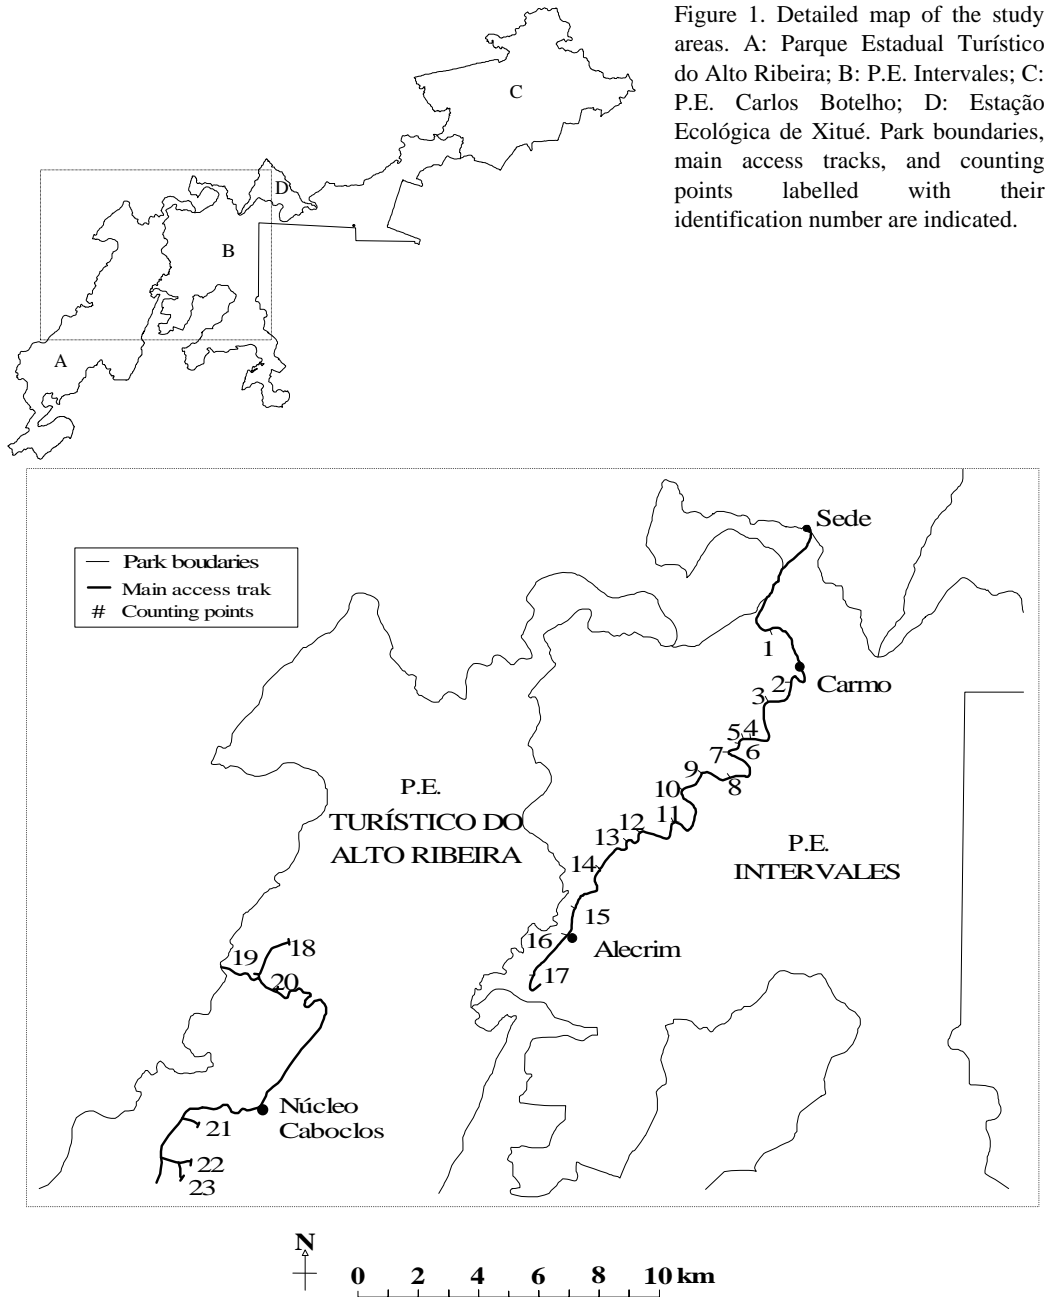 Figure 1. Detailed map of the study
areas. A: Parque Estadual Turístico
do Alto Ribeira; B: P.E. Intervales; C:
P.E. Carlos Botelho; D: Estação
Ecológica de Xitué. Park boundaries,
main access tracks, and counting
points labelled with their
identification number are indicated.
C
D
B
A
Sede
Park boudaries
Main access trak
# Counting points
1
Carmo
2
3
4
5
6
7
8
9
10
11
12
13
14
15
16
Alecrim
17
P.E.
TURÍSTICO DO
ALTO RIBEIRA
P.E.
INTERVALES
18
19
20
Núcleo
Caboclos
21
22
23
N
0 2 4 6 8 10 km